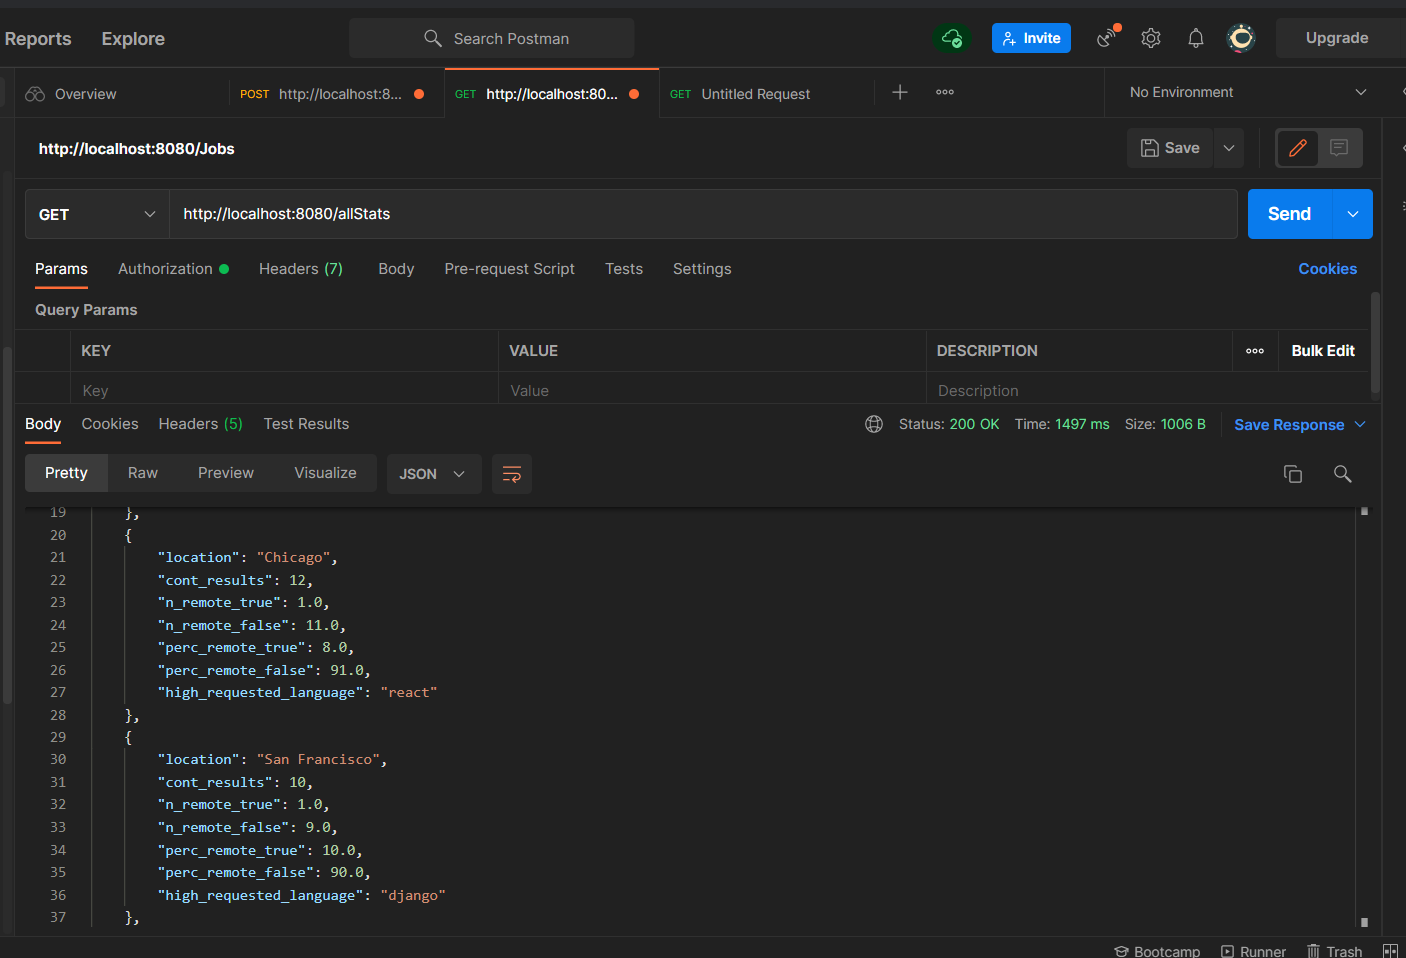 Reports Explore Search Postman Invite Upgrade
Overview POST http://localhost:8... GET http://localhost:80... GET Untitled Request No Environment
http://localhost:8080/Jobs Save
GET http://localhost:8080/allStats Send
Params Authorization Headers (7) Body Pre-request Script Tests Settings Cookies
Query Params
KEY VALUE DESCRIPTION Bulk Edit
Key Value Description
Body Cookies Headers (5) Test Results Status: 200 OK Time: 1497 ms Size: 1006 B Save Response
Pretty Raw Preview Visualize JSON
19 },
20 {
21 "location": "Chicago",
22 "cont_results": 12,
23 "n_remote_true": 1.0,
24 "n_remote_false": 11.0,
25 "perc_remote_true": 8.0,
26 "perc_remote_false": 91.0,
27 "high_requested_language": "react"
28 },
29 {
30 "location": "San Francisco",
31 "cont_results": 10,
32 "n_remote_true": 1.0,
33 "n_remote_false": 9.0,
34 "perc_remote_true": 10.0,
35 "perc_remote_false": 90.0,
36 "high_requested_language": "django"
37 },
Bootcamp Runner Trash